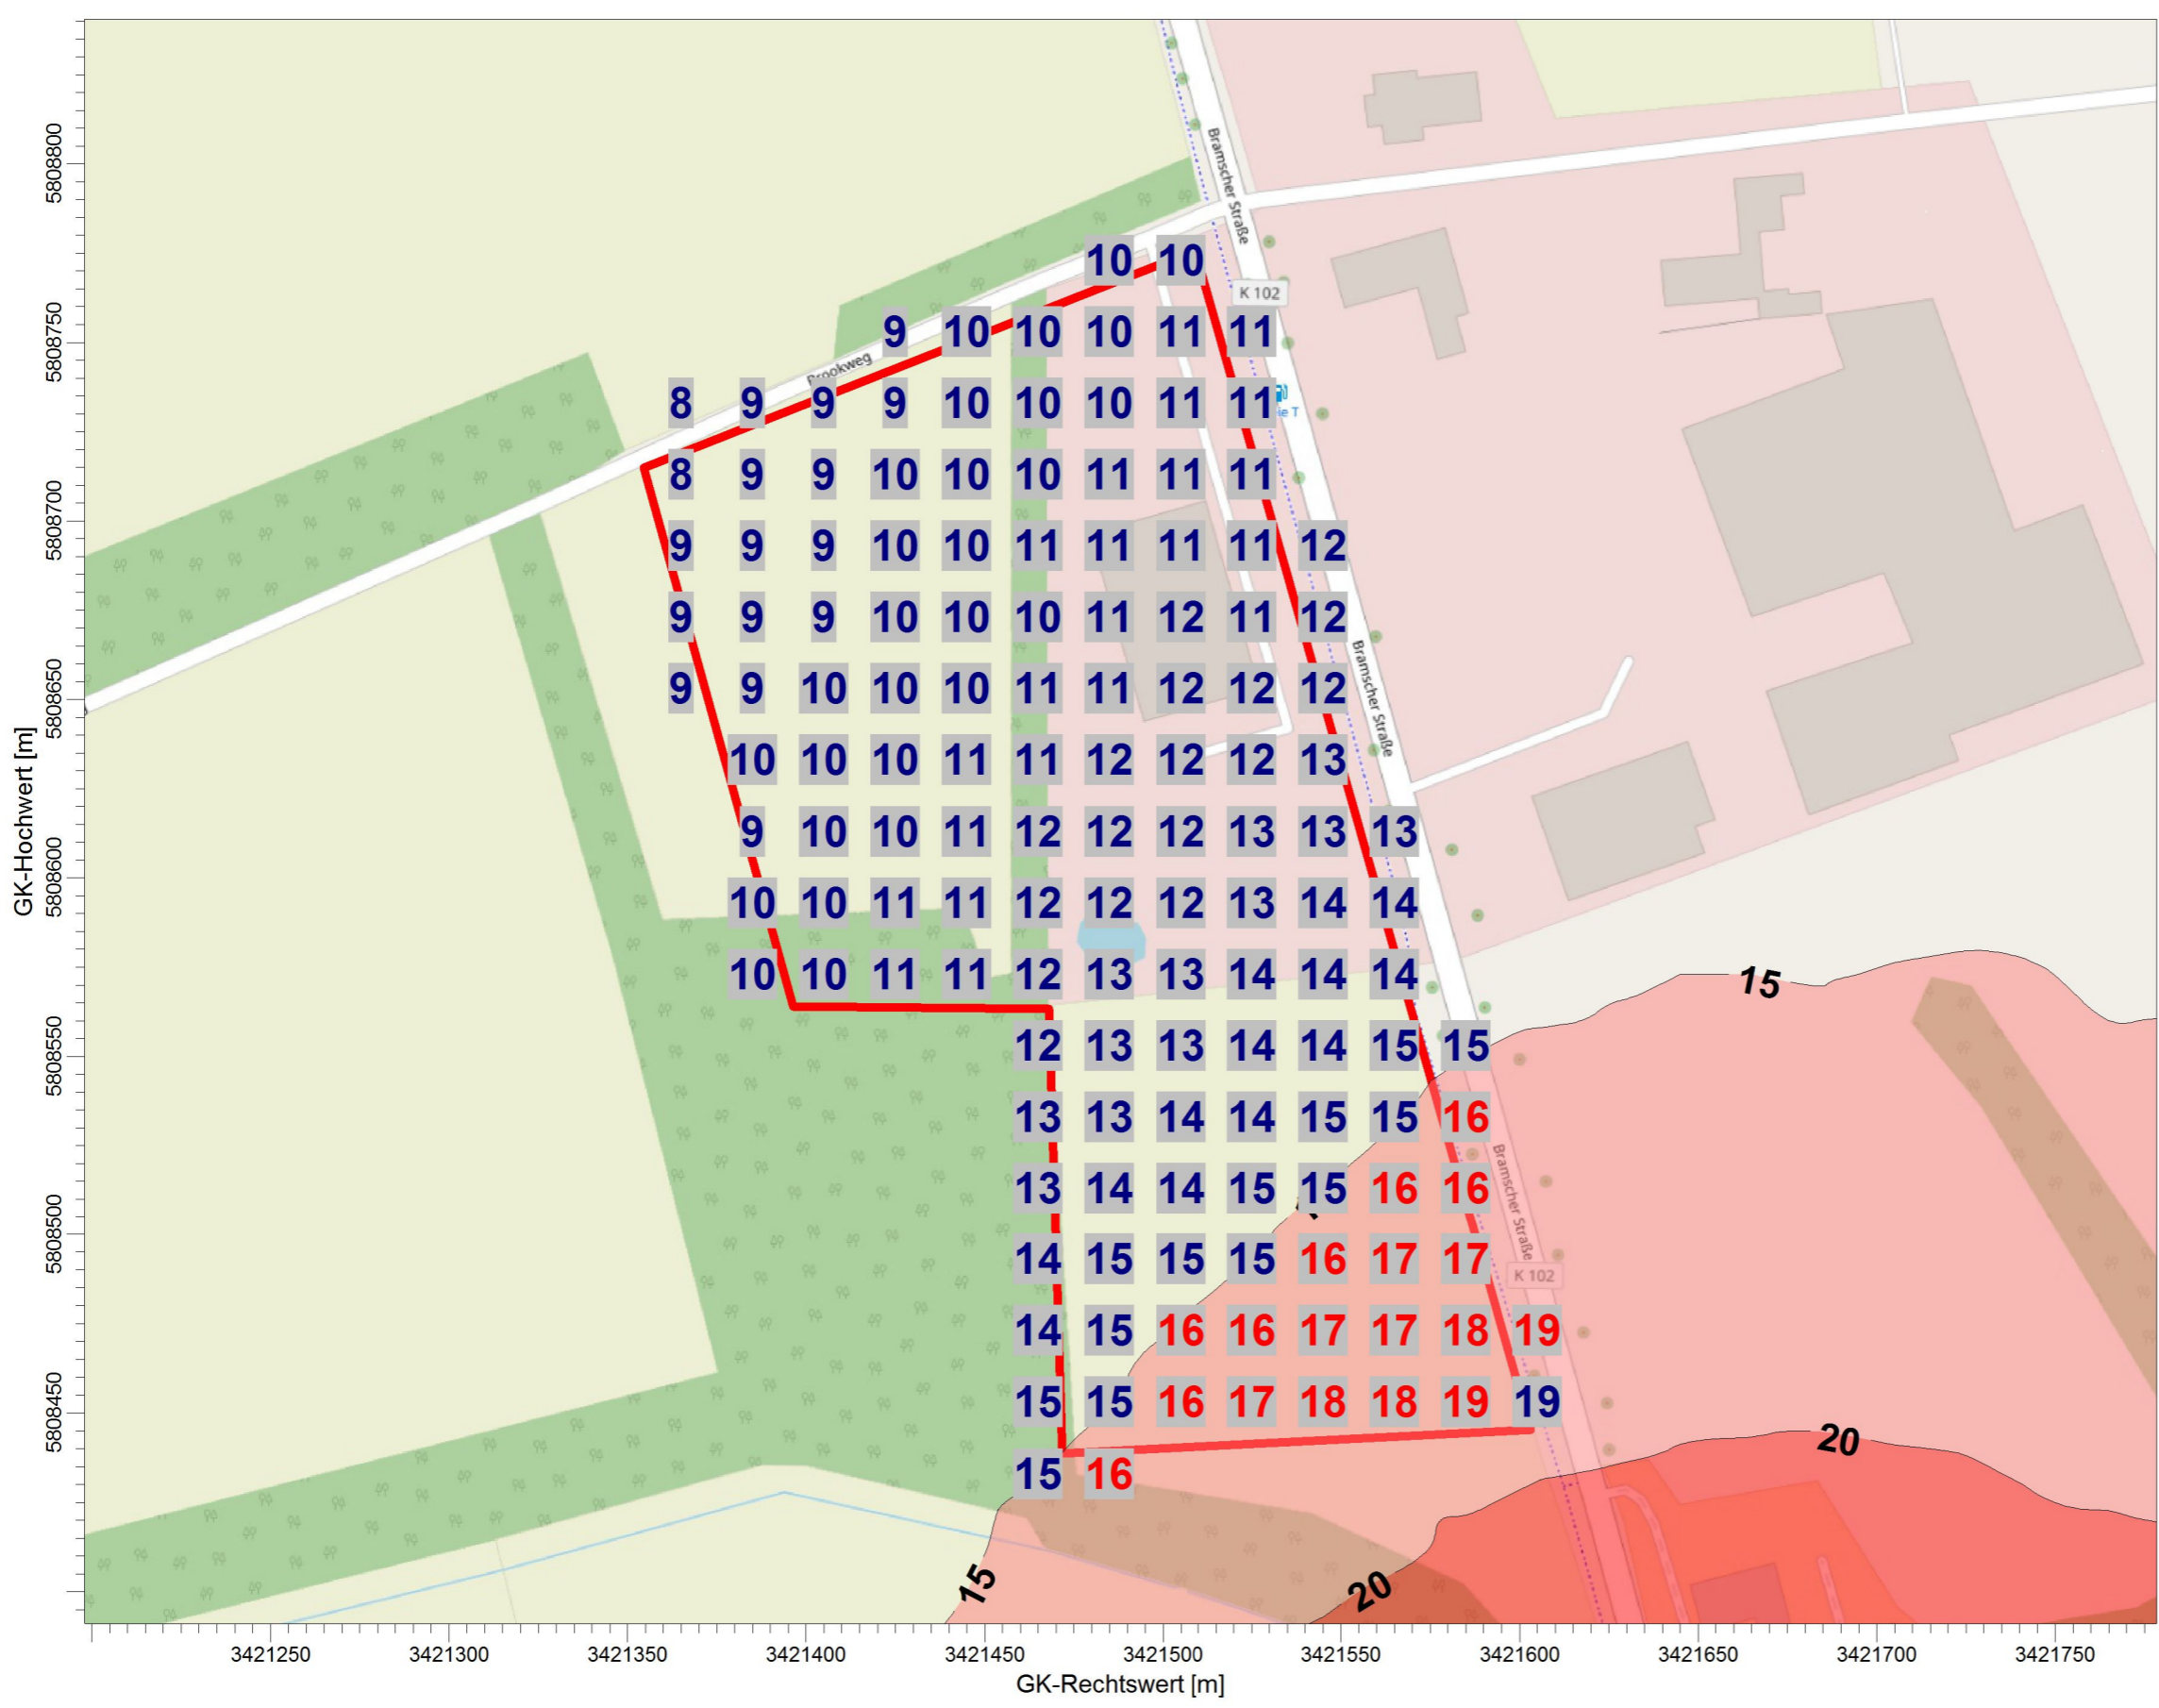 5808800
5808750
5808700
5808650
5808600
5808550
5808500
5808450
GK-Hochwert [m]
Bramscher Straße
K 102
Brookweg
10 10
9 10 10 10 11 11
8 9 9 9 10 10 10 11 11
8 9 9 10 10 10 11 11 11
9 9 9 10 10 11 11 11 11 12
9 9 9 10 10 10 11 12 11 12
9 9 10 10 10 11 11 12 12 12
Bramscher Straße
10 10 10 11 11 12 12 12 13
9 10 10 11 12 12 12 13 13 13
10 10 11 11 12 12 12 13 14 14
10 10 11 11 12 13 13 14 14 14
15
12 13 13 14 14 15 15
13 13 14 14 15 15 16
13 14 14 15 15 16 16
Bramscher Straße
14 15 15 15 16 17 17
K 102
14 15 16 16 17 17 18 19
15 15 16 17 18 18 19 19
20
15 16
15
20
3421250 3421300 3421350 3421400 3421450 3421500 3421550 3421600 3421650 3421700 3421750
GK-Rechtswert [m]